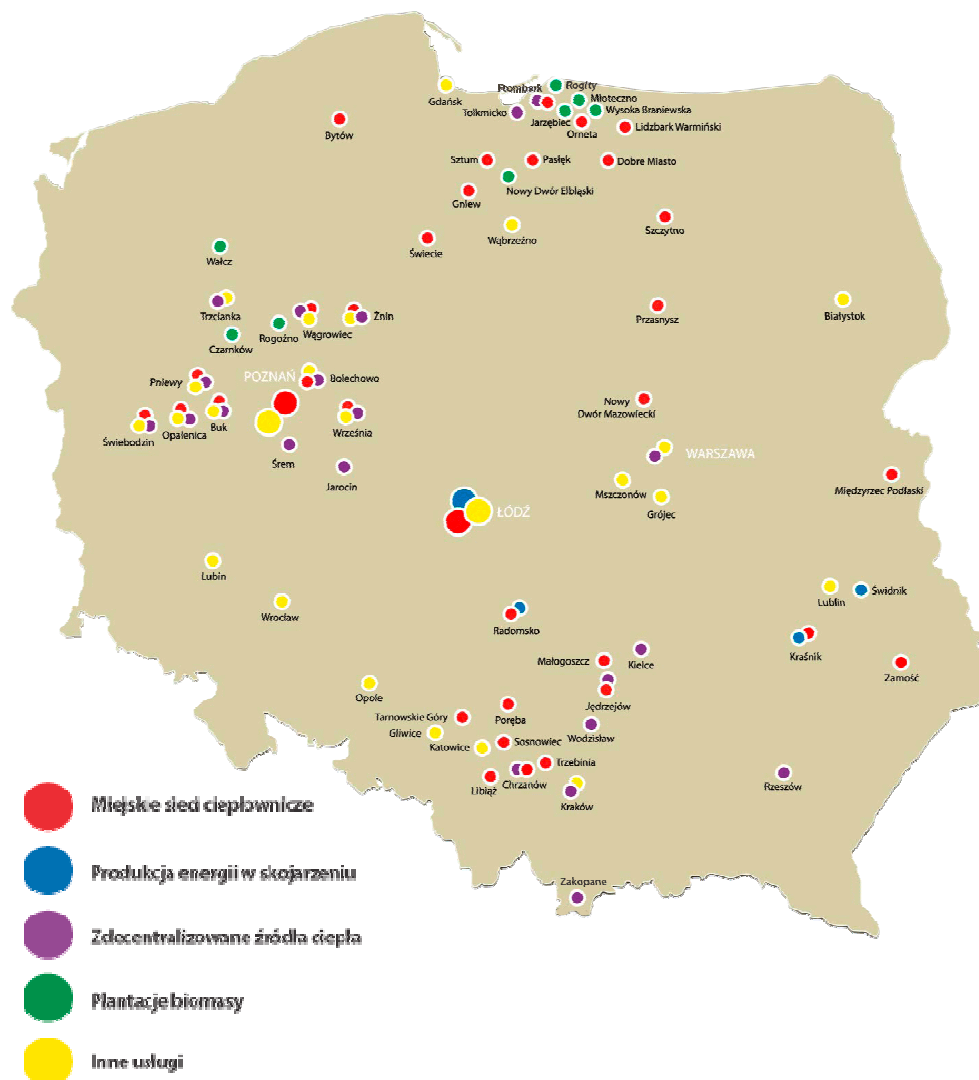 Rogity
Frombork
Gdańsk
Młoteczno
Tolkmicko
Wysoka Braniewska
Jarzębiec
Orneta
Lidzbark Warmiński
Bytów
Sztum
Pasłęk
Dobre Miasto
Nowy Dwór Elbląski
Gniew
Szczytno
Wąbrzeźno
Świecie
Wałcz
Białystok
Trzcianka
Żnin
Przasnysz
Rogoźno
Wągrowiec
Czarnków
POZNAŃ
Bolechowo
Pniewy
Nowy
Dwór Mazowiecki
Buk
Opalenica
Września
Świebodzin
WARSZAWA
Śrem
Jarocin
Mszczonów
Międzyrzec Podlaski
ŁÓDŹ
Grójec
Lubin
Lublin
Świdnik
Wrocław
Radomsko
Kraśnik
Małogoszcz
Kielce
Zamość
Opole
Jędrzejów
Tarnowskie Góry
Poręba
Gliwice
Wodzisław
Katowice
Sosnowiec
Trzebinia
Libiąż
Chrzanów
Kraków
Rzeszów
Zakopane
Miejskie sieci ciepłownicze
Produkcja energii w skojarzeniu
Zdecentralizowane źródła ciepła
Plantacje biomasy
Inne usługi